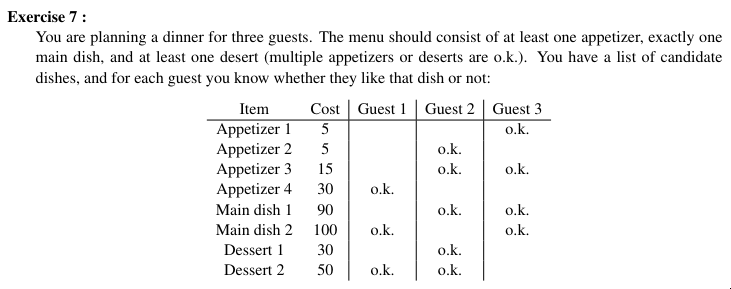 Exercise 7 :
You are planning a dinner for three guests. The menu should consist of at least one appetizer, exactly one
main dish, and at least one desert (multiple appetizers or deserts are o.k.). You have a list of candidate
dishes, and for each guest you know whether they like that dish or not:
Item Cost Guest 1 Guest 2 Guest 3
Appetizer 1 5 o.k.
Appetizer 2 5 o.k.
Appetizer 3 15 o.k. o.k.
Appetizer 4 30 o.k.
Main dish 1 90 o.k. o.k.
Main dish 2 100 o.k. o.k.
Dessert 1 30 o.k.
Dessert 2 50 o.k. o.k.